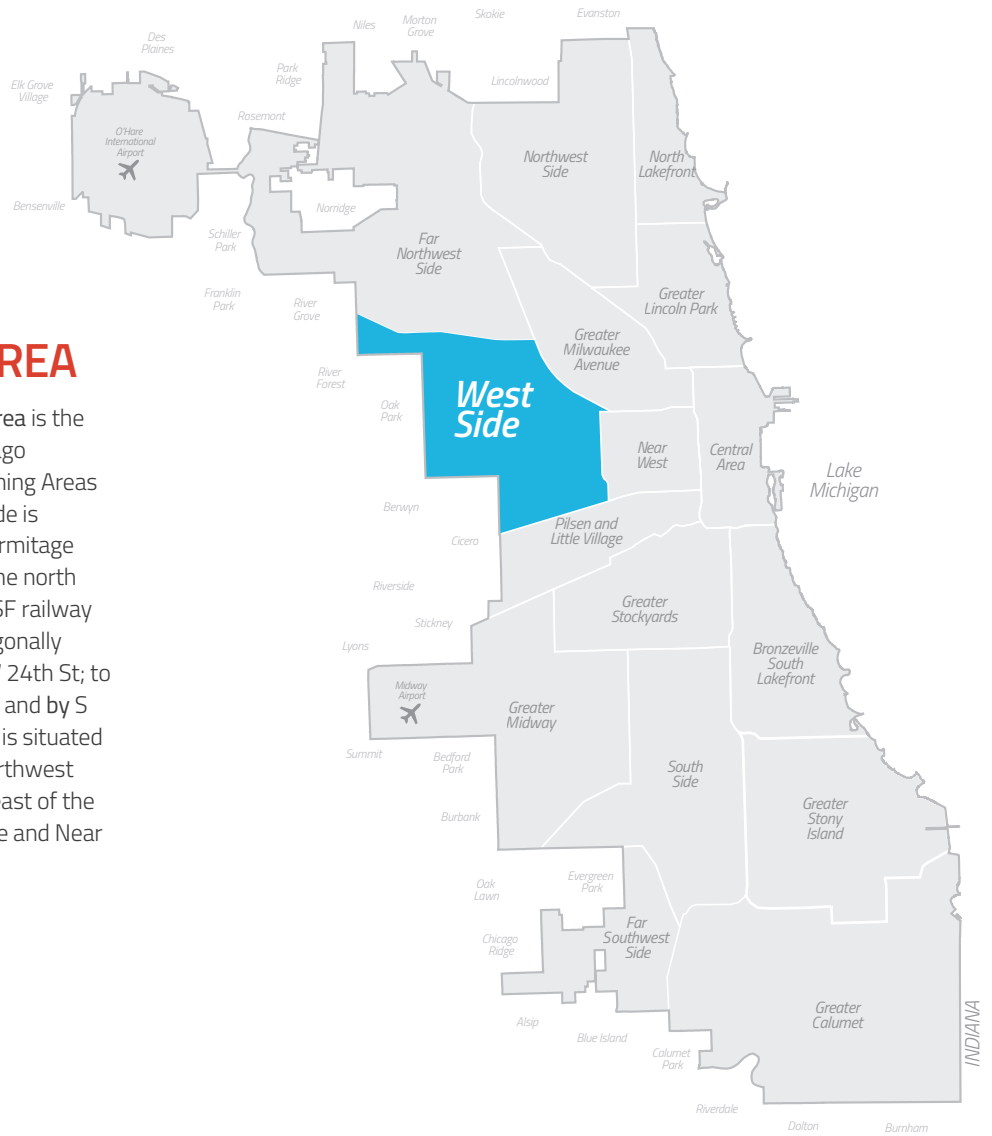 REA
rea is the
ago
ning Areas
de is
rmitage
he north
SF railway
gonally
24th St; to
and by S
is situated
rthwest
east of the
e and Near
Skokie
Evanston
Niles
Morton
Grove
Des
Plaines
Park
Ridge
Lincolnwood
Elk Grove
Village
Rosemont
O'Hare
International
Airport
Northwest
Side
North
Lakefront
Bensenville
Norridge
Schiller
Park
Far
Northwest
Side
Franklin
Park
River
Grove
Greater
Lincoln Park
Greater
Milwaukee
Avenue
River
Forest
West
Side
Oak
Park
Near
West
Central
Area
Lake
Michigan
Berwyn
Pilsen and
Little Village
Cicero
Riverside
Greater
Stockyards
Stickney
Lyons
Bronzeville
South
Lakefront
Midway
Airport
Greater
Midway
Summit
Bedford
Park
South
Side
Burbank
Greater
Stony
Island
Oak
Lawn
Evergreen
Park
Chicago
Ridge
Far
Southwest
Side
Alsip
Blue Island
Greater
Calumet
INDIANA
Calumet
Park
Riverdale
Dolton
Burnham